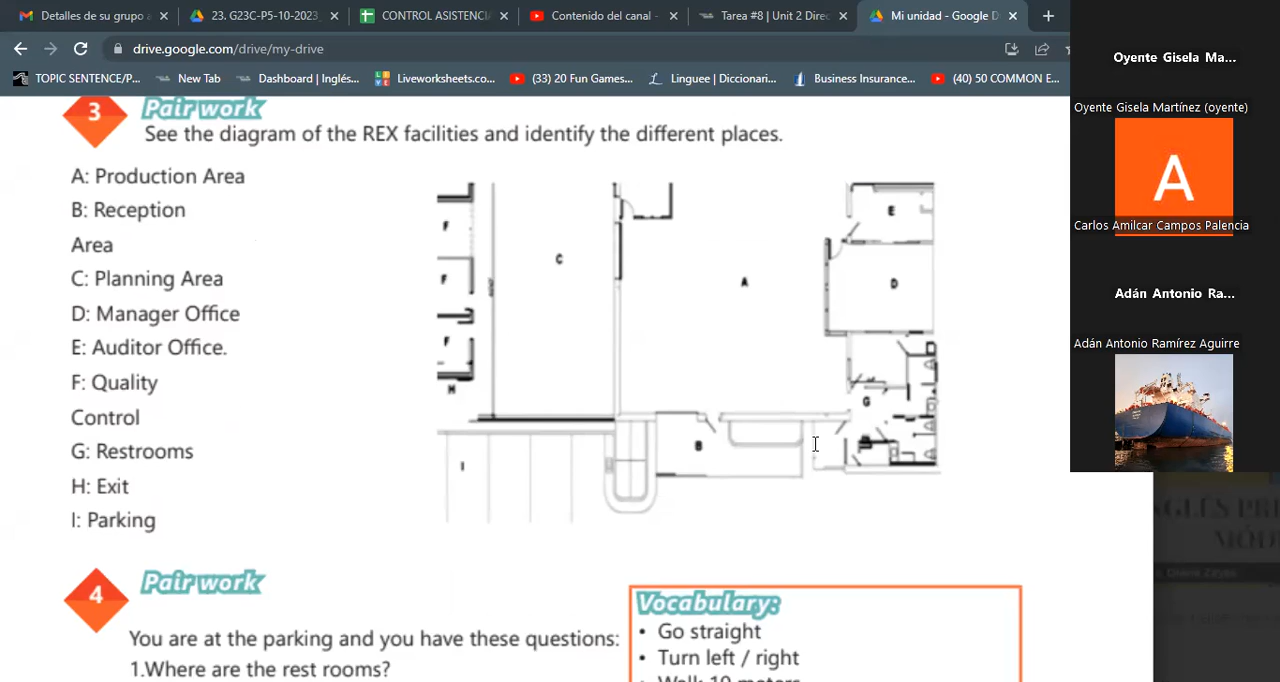 Detalles de su grupo a
23. G23C-P5-10-2023_
CONTROL ASISTENCI
Contenido del canal -
Tarea #8 | Unit 2 Direc
Mi unidad - Google D
drive.google.com/drive/my-drive
TOPIC SENTENCE/P...
New Tab
Dashboard | Inglés...
Liveworksheets.co...
(33) 20 Fun Games...
Linguee | Diccionari...
Business Insurance...
(40) 50 COMMON E...
3
Pair work
See the diagram of the REX facilities and identify the different places.
A: Production Area
B: Reception
Area
C: Planning Area
D: Manager Office
E: Auditor Office.
F: Quality
Control
G: Restrooms
H: Exit
I: Parking
F
F
F
H
I
C
A
B
E
D
G
4
Pair work
You are at the parking and you have these questions:
1.Where are the rest rooms?
Vocabulary:
• Go straight
• Turn left / right
• Walk 10 meters
Oyente Gisela Ma...
Oyente Gisela Martínez (oyente)
A
Carlos Amilcar Campos Palencia
Adán Antonio Ra...
Adán Antonio Ramírez Aguirre